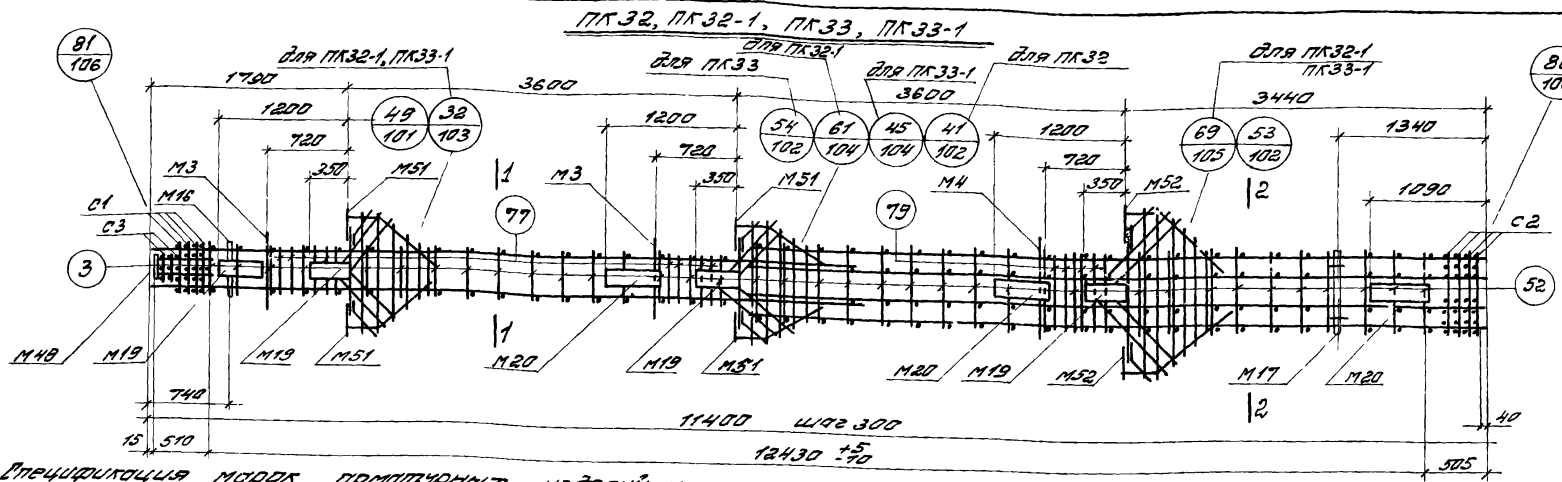 ПК32, ПК32-1, ПК33, ПК33-1
81
106
для ПК32-1, ПК33-1
для ПК33
для ПК32-1
для ПК33-1
для ПК32
для ПК32-1
ПК33-1
1790
3600
3600
3440
1200
49
101
32
103
1200
54
102
61
104
45
104
41
102
1200
69
105
53
102
1340
720
720
720
350
М51
350
М51
350
М52
1090
М3
М16
С1
С3
1
М3
М4
2
С2
3
77
79
52
М48
М19
М19
М51
1
М20
М19
М51
М20
М19
М52
М17
М20
2
740
11400 шаг 300
40
15
510
12430 +5 -10
505
Спецификация марок арматурных изделий